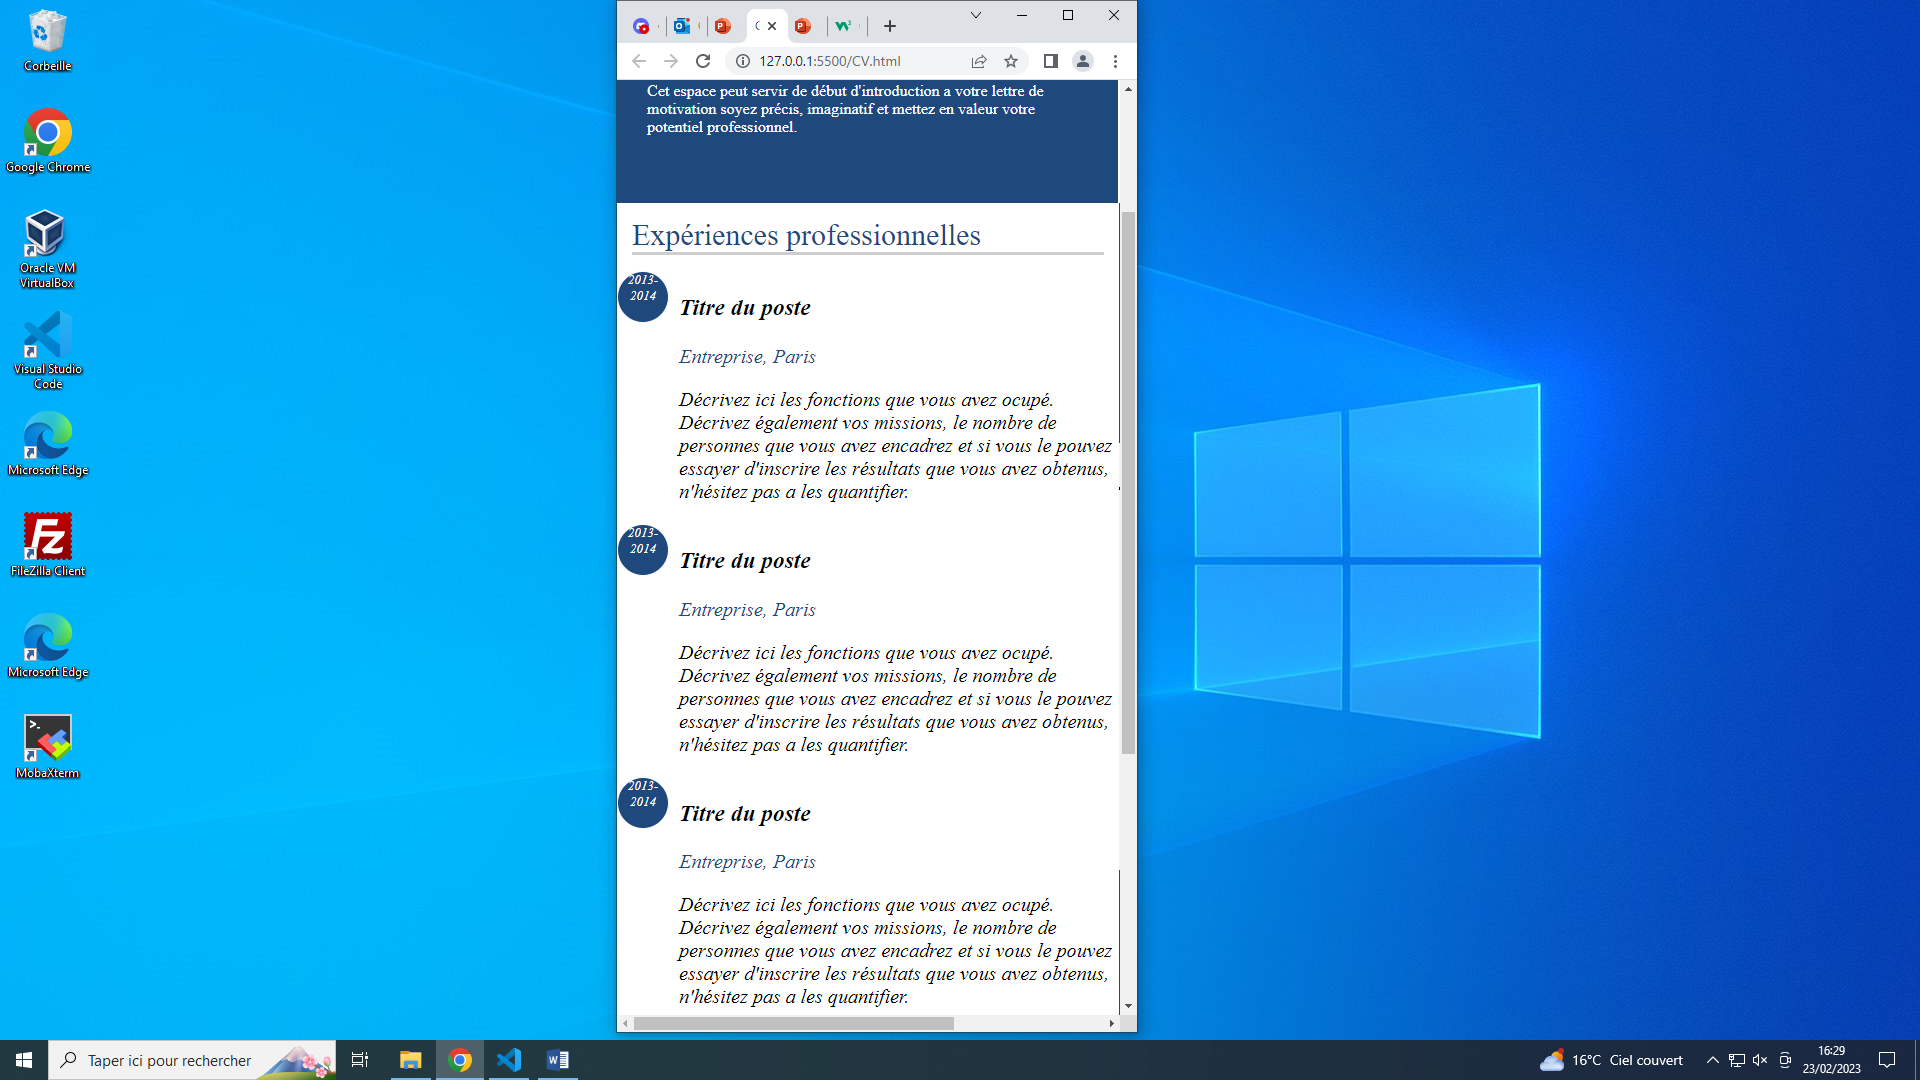 Corbeille
Google Chrome
Oracle VM
VirtualBox
Visual Studio
Code
Microsoft Edge
FileZilla Client
Microsoft Edge
MobaXterm
127.0.0.1:5500/CV.html
Cet espace peut servir de début d'introduction a votre lettre de
motivation soyez précis, imaginatif et mettez en valeur votre
potentiel professionnel.
Expériences professionnelles
2013-
2014
Titre du poste
Entreprise, Paris
Décrivez ici les fonctions que vous avez ocupé.
Décrivez également vos missions, le nombre de
personnes que vous avez encadrez et si vous le pouvez
essayer d'inscrire les résultats que vous avez obtenus,
n'hésitez pas a les quantifier.
2013-
2014
Titre du poste
Entreprise, Paris
Décrivez ici les fonctions que vous avez ocupé.
Décrivez également vos missions, le nombre de
personnes que vous avez encadrez et si vous le pouvez
essayer d'inscrire les résultats que vous avez obtenus,
n'hésitez pas a les quantifier.
2013-
2014
Titre du poste
Entreprise, Paris
Décrivez ici les fonctions que vous avez ocupé.
Décrivez également vos missions, le nombre de
personnes que vous avez encadrez et si vous le pouvez
essayer d'inscrire les résultats que vous avez obtenus,
n'hésitez pas a les quantifier.
Taper ici pour rechercher
16°C Ciel couvert
16:29
23/02/2023